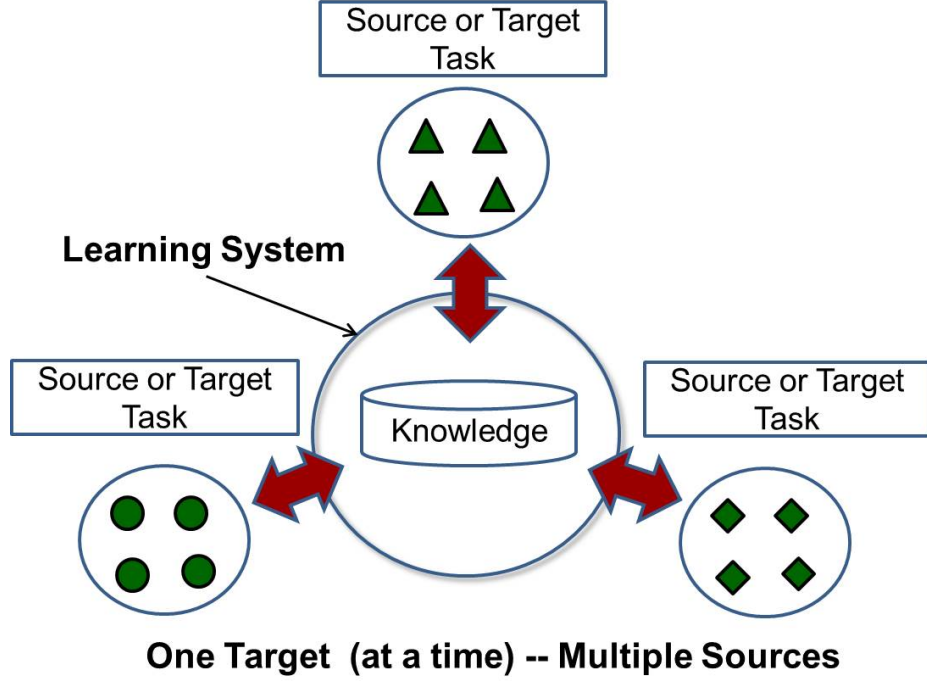 Source or Target
Task
Learning System
Source or Target
Task
Source or Target
Task
Knowledge
One Target (at a time) -- Multiple Sources